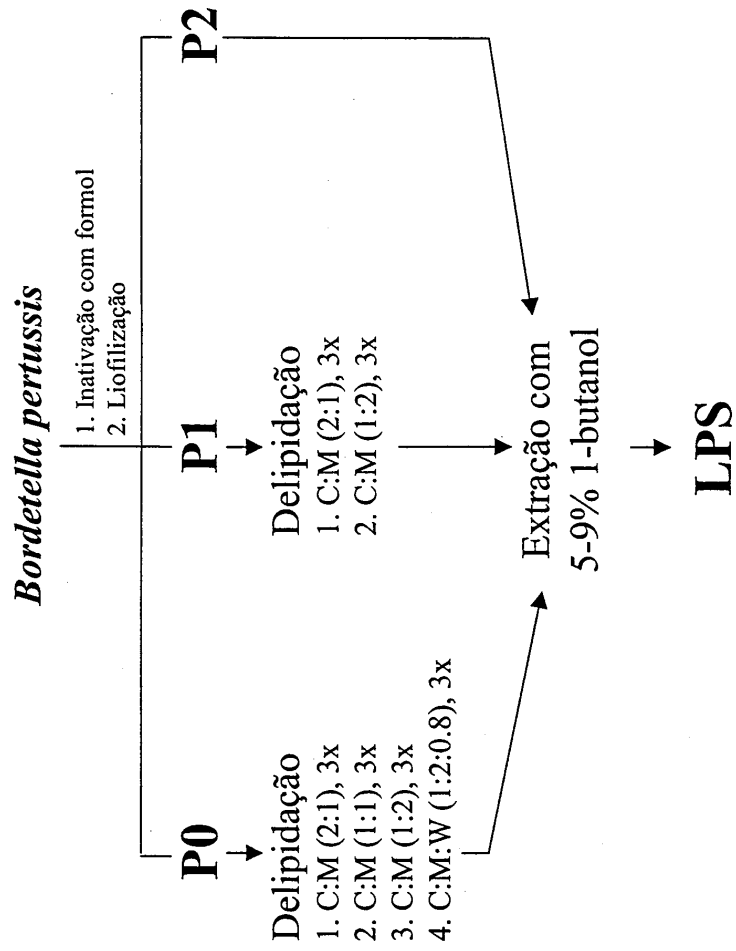 Bordetella pertussis
1. Inativação com formol
2. Liofilização
P0
P1
P2
Delipidação
1. C:M (2:1), 3x
2. C:M (1:1), 3x
3. C:M (1:2), 3x
4. C:M:W (1:2:0.8), 3x
Delipidação
1. C:M (2:1), 3x
2. C:M (1:2), 3x
Extração com
5-9% 1-butanol
LPS